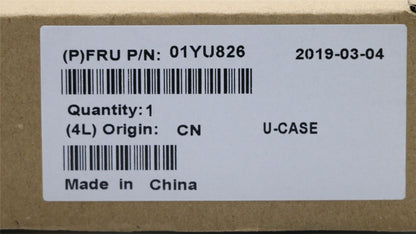 (P)FRU P/N: 01YU826 2019-03-04
Quantity: 1
(4L) Origin: CN U-CASE
Made in China